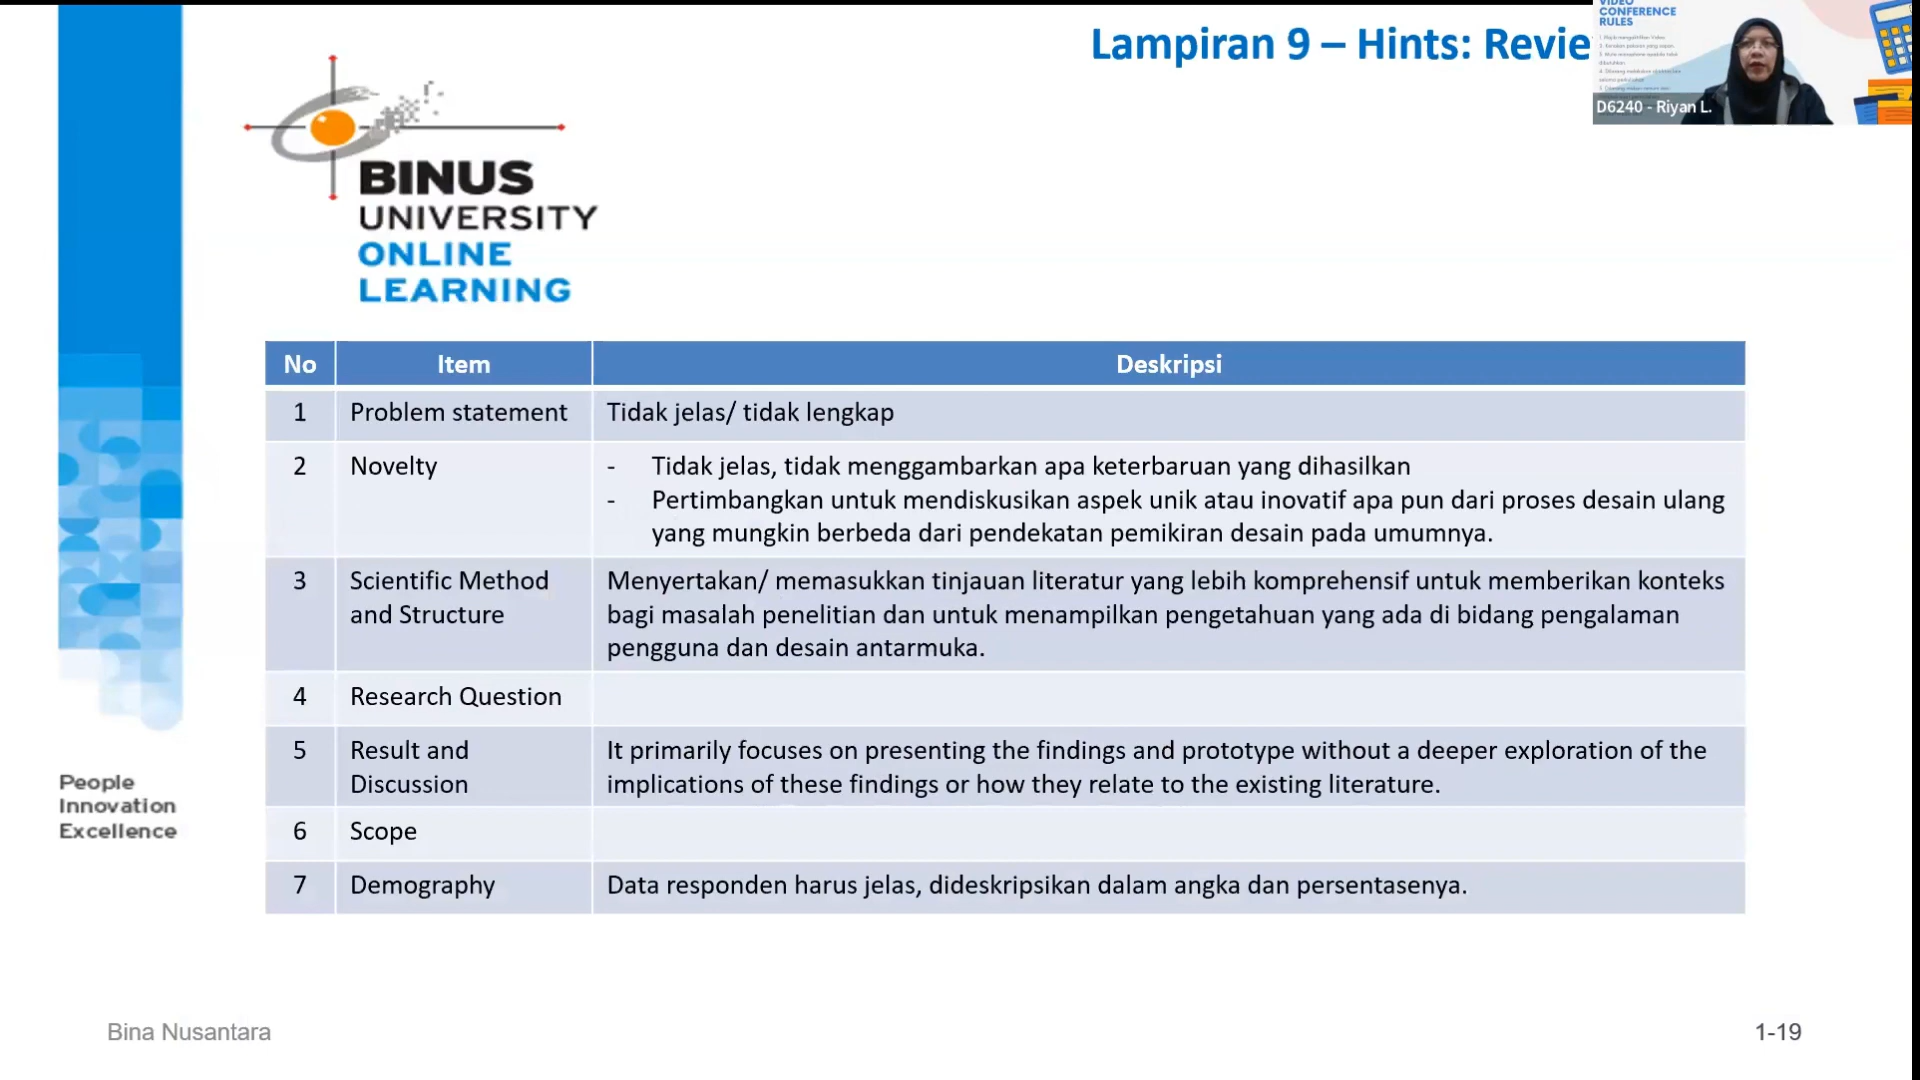 Lampiran 9 – Hints: Revie
VIDEO
CONFERENCE
RULES
D6240 - Riyan L.
BINUS
UNIVERSITY
ONLINE
LEARNING
No Item Deskripsi
1 Problem statement Tidak jelas/ tidak lengkap
2 Novelty - Tidak jelas, tidak menggambarkan apa keterbaruan yang dihasilkan
- Pertimbangkan untuk mendiskusikan aspek unik atau inovatif apa pun dari proses desain ulang
yang mungkin berbeda dari pendekatan pemikiran desain pada umumnya.
3 Scientific Method Menyertakan/ memasukkan tinjauan literatur yang lebih komprehensif untuk memberikan konteks
and Structure bagi masalah penelitian dan untuk menampilkan pengetahuan yang ada di bidang pengalaman
pengguna dan desain antarmuka.
4 Research Question
5 Result and It primarily focuses on presenting the findings and prototype without a deeper exploration of the
Discussion implications of these findings or how they relate to the existing literature.
6 Scope
7 Demography Data responden harus jelas, dideskripsikan dalam angka dan persentasenya.
People
Innovation
Excellence
Bina Nusantara
1-19